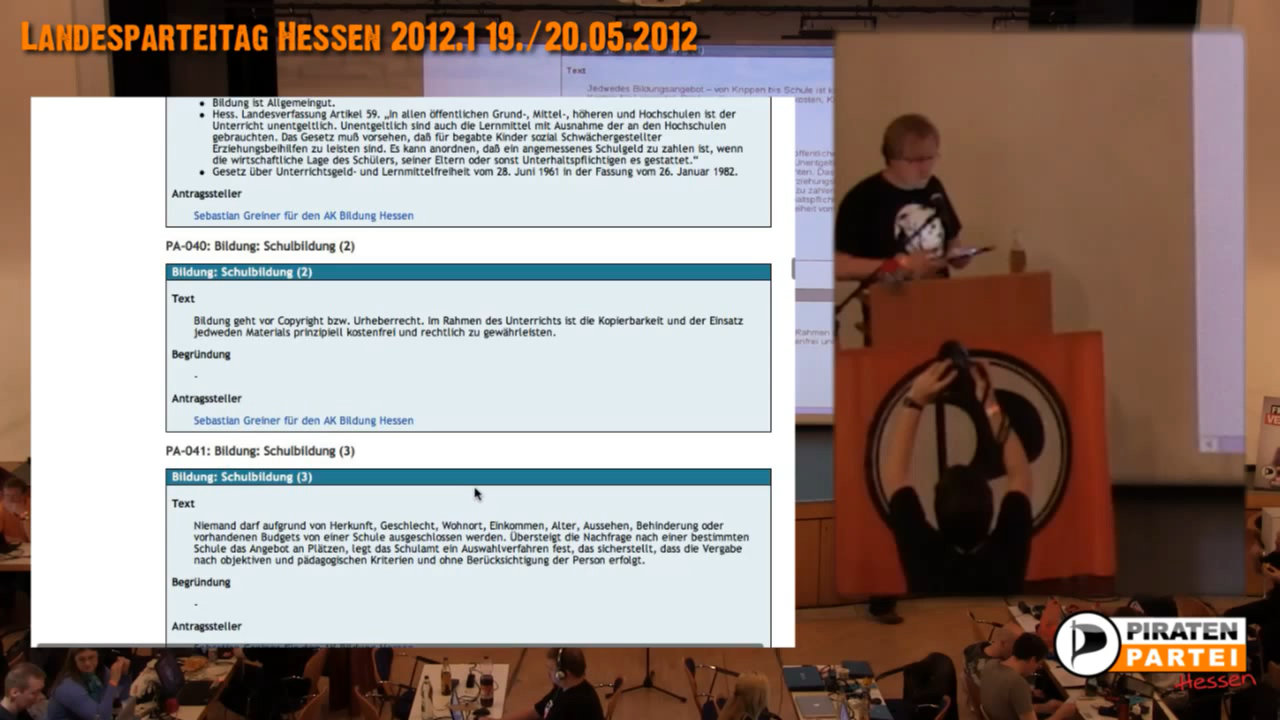 LANDESPARTEITAG HESSEN 2012.1 19./20.05.2012
Text
Jedwedes Bildungsangebot – von Krippen bis Schule ist
• Bildung ist Allgemeingut.
• Hess. Landesverfassung Artikel 59. „In allen öffentlichen Grund-, Mittel-, höheren und Hochschulen ist der
Unterricht unentgeltlich. Unentgeltlich sind auch die Lernmittel mit Ausnahme der an den Hochschulen
gebrauchten. Das Gesetz muß vorsehen, daß für begabte Kinder sozial Schwächergestellter
Erziehungsbeihilfen zu leisten sind. Es kann anordnen, daß ein angemessenes Schulgeld zu zahlen ist, wenn
die wirtschaftliche Lage des Schülers, seiner Eltern oder sonst Unterhaltspflichtigen es gestattet.“
• Gesetz über Unterrichtsgeld- und Lernmittelfreiheit vom 28. Juni 1961 in der Fassung vom 26. Januar 1982.
Antragssteller
Sebastian Greiner für den AK Bildung Hessen
PA-040: Bildung: Schulbildung (2)
Bildung: Schulbildung (2)
Text
Bildung geht vor Copyright bzw. Urheberrecht. Im Rahmen des Unterrichts ist die Kopierbarkeit und der Einsatz
jedweden Materials prinzipiell kostenfrei und rechtlich zu gewährleisten.
Begründung
-
Antragssteller
Sebastian Greiner für den AK Bildung Hessen
PA-041: Bildung: Schulbildung (3)
Bildung: Schulbildung (3)
Text
Niemand darf aufgrund von Herkunft, Geschlecht, Wohnort, Einkommen, Alter, Aussehen, Behinderung oder
vorhandenen Budgets von einer Schule ausgeschlossen werden. Übersteigt die Nachfrage nach einer bestimmten
Schule das Angebot an Plätzen, legt das Schulamt ein Auswahlverfahren fest, das sicherstellt, dass die Vergabe
nach objektiven und pädagogischen Kriterien und ohne Berücksichtigung der Person erfolgt.
Begründung
-
Antragssteller
PIRATEN
PARTEI
Hessen